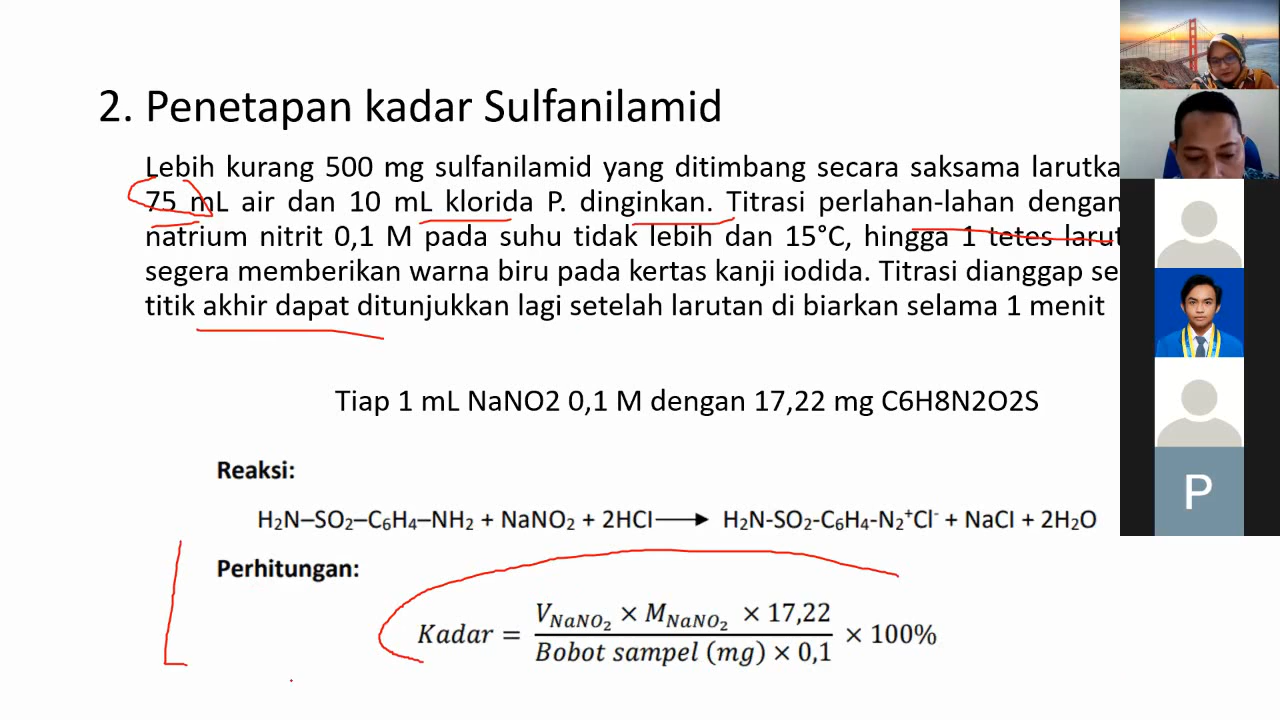 2. Penetapan kadar Sulfanilamid
Lebih kurang 500 mg sulfanilamid yang ditimbang secara saksama larutka
75 mL air dan 10 mL klorida P. dinginkan. Titrasi perlahan-lahan dengan
natrium nitrit 0,1 M pada suhu tidak lebih dan 15°C, hingga 1 tetes larut
segera memberikan warna biru pada kertas kanji iodida. Titrasi dianggap se
titik akhir dapat ditunjukkan lagi setelah larutan di biarkan selama 1 menit
Tiap 1 mL NaNO2 0,1 M dengan 17,22 mg C6H8N2O2S
Reaksi:
H₂N–SO₂–C₆H₄–NH₂ + NaNO₂ + 2HCl → H₂N-SO₂-C₆H₄-N₂⁺Cl⁻ + NaCl + 2H₂O
Perhitungan:
Kadar = V_NaNO₂ × M_NaNO₂ × 17,22 / Bobot sampel (mg) × 0,1 × 100%
P